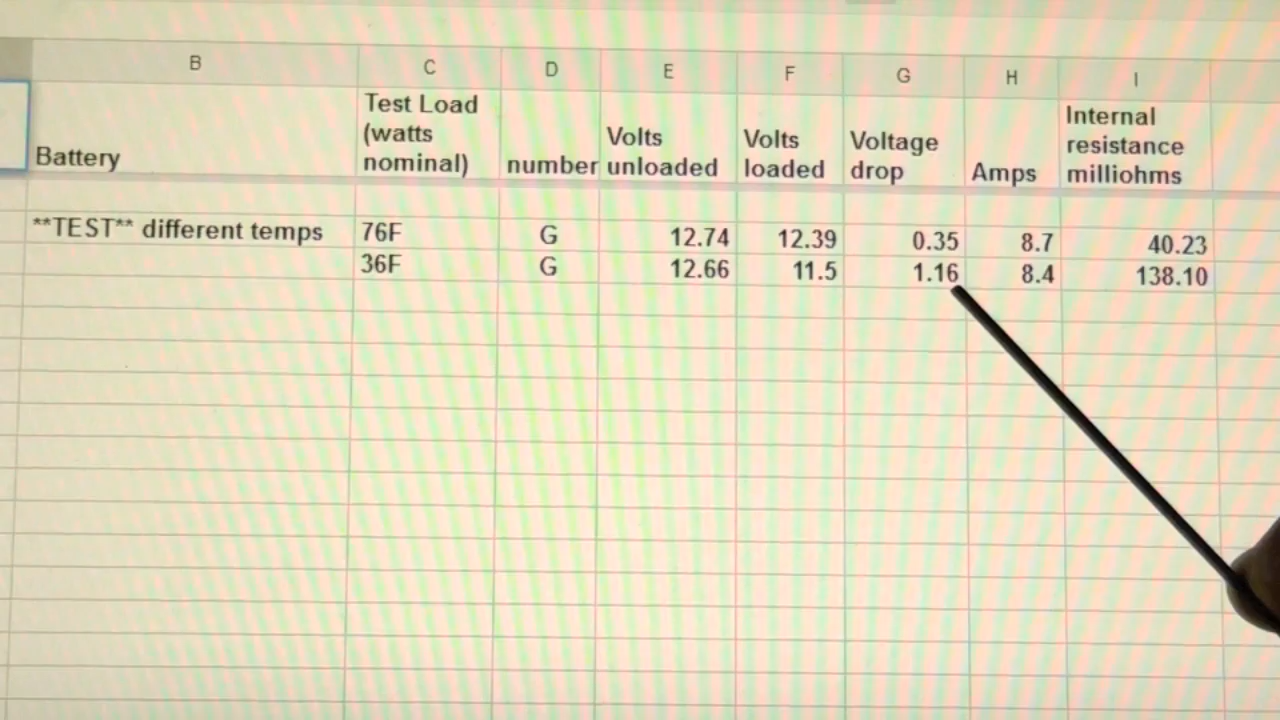 B C D E F G H I
Battery Test Load (watts nominal) number Volts unloaded Volts loaded Voltage drop Amps Internal resistance milliohms
**TEST** different temps 76F G 12.74 12.39 0.35 8.7 40.23
36F G 12.66 11.5 1.16 8.4 138.10